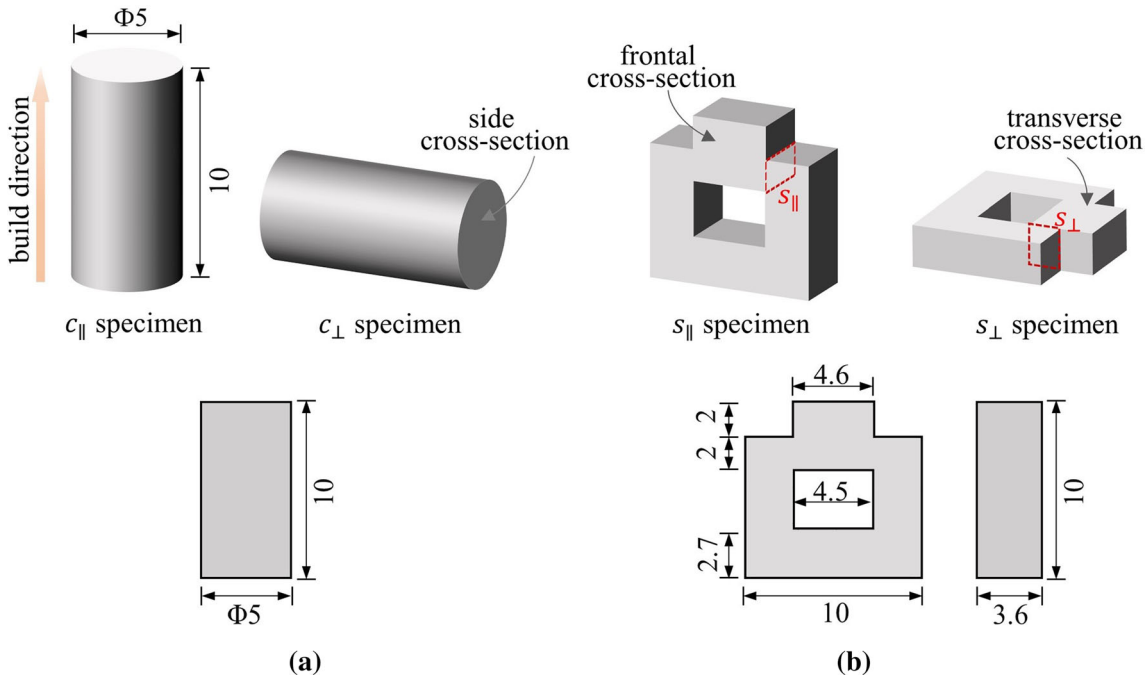 Φ5
build direction
10
side
cross-section
c∥ specimen
c⊥ specimen
10
Φ5
(a)
frontal
cross-section
transverse
cross-section
s∥
s⊥
s∥ specimen
s⊥ specimen
4.6
2
2
4.5
2.7
10
10
3.6
(b)